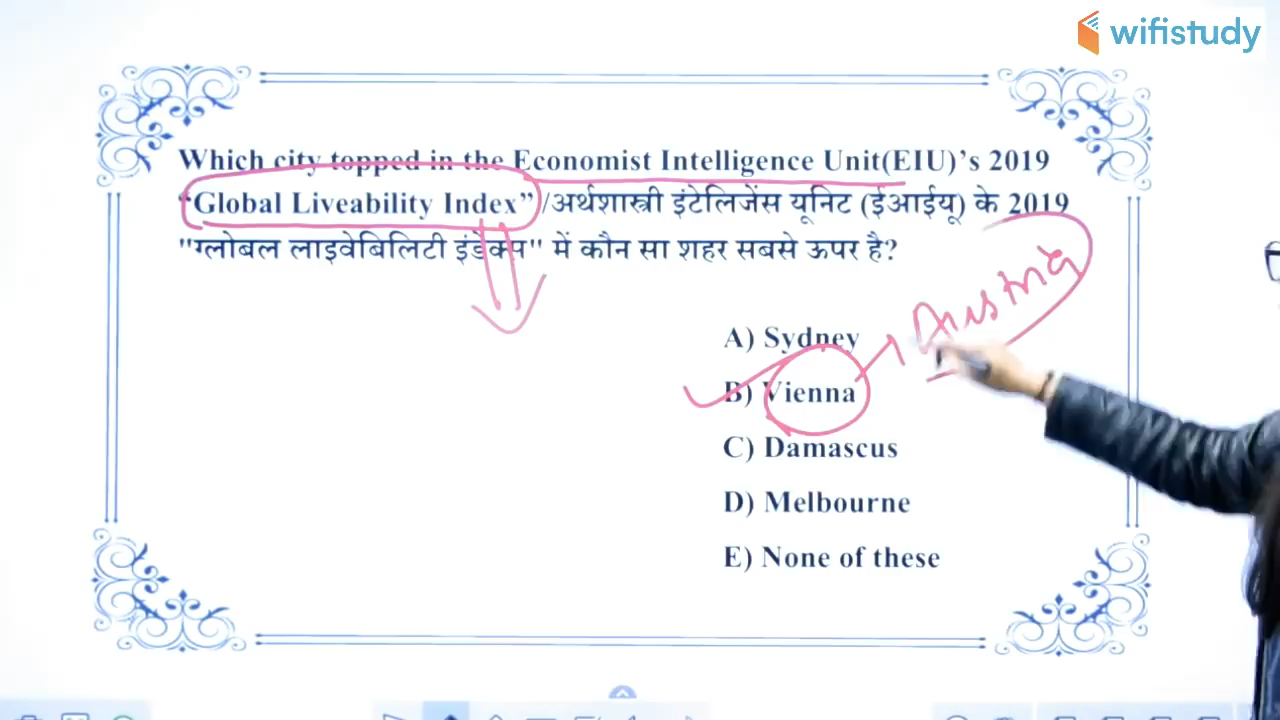 wifistudy
Which city topped in the Economist Intelligence Unit(EIU)’s 2019
“Global Liveability Index” /अर्थशास्त्री इंटेलिजेंस यूनिट (ईआईयू) के 2019
"ग्लोबल लाइवेबिलिटी इंडेक्स" में कौन सा शहर सबसे ऊपर है?
Austria
A) Sydney
B) Vienna
C) Damascus
D) Melbourne
E) None of these